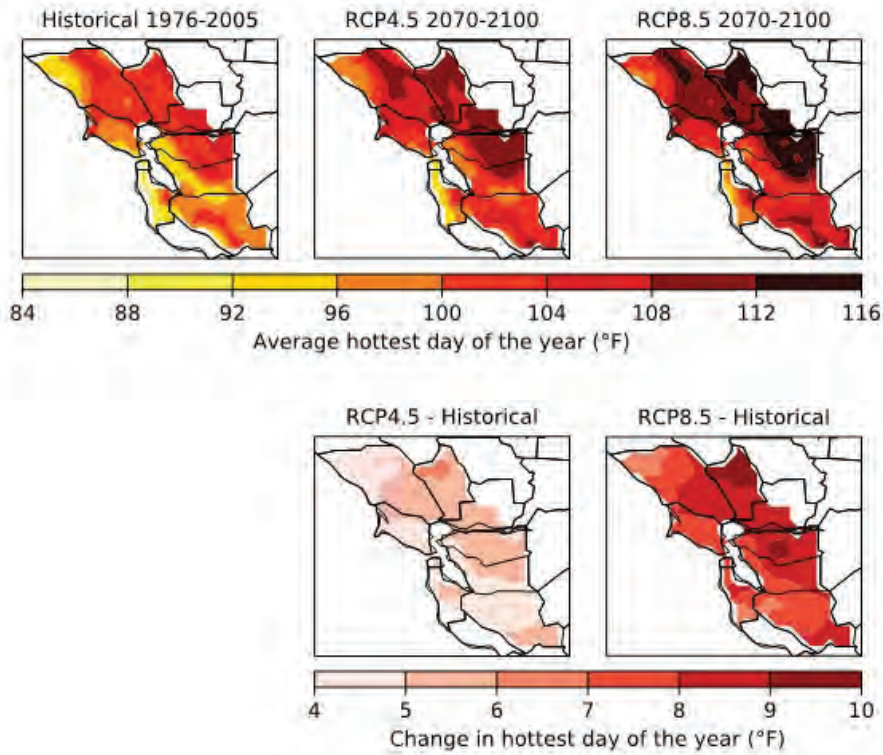 Historical 1976-2005 RCP4.5 2070-2100 RCP8.5 2070-2100
84 88 92 96 100 104 108 112 116
Average hottest day of the year (°F)
RCP4.5 - Historical RCP8.5 - Historical
4 5 6 7 8 9 10
Change in hottest day of the year (°F)